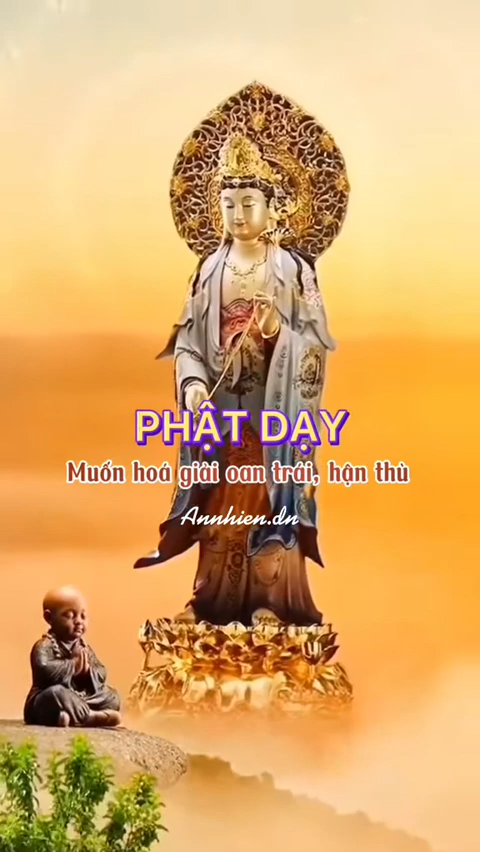 PHẬT DẠY
Muốn hoá giải oan trái, hận thù
Annhien.dn